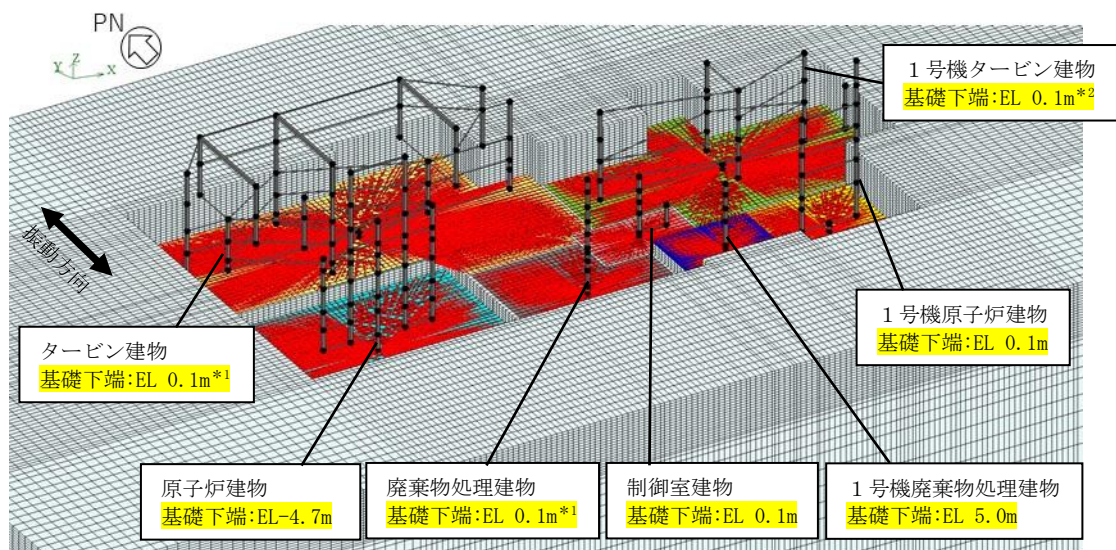 PN
Z
Y
X
振動方向
１号機タービン建物
基礎下端:EL 0.1m*2
１号機原子炉建物
基礎下端:EL 0.1m
タービン建物
基礎下端:EL 0.1m*1
原子炉建物
基礎下端:EL-4.7m
廃棄物処理建物
基礎下端:EL 0.1m*1
制御室建物
基礎下端:EL 0.1m
１号機廃棄物処理建物
基礎下端:EL 5.0m